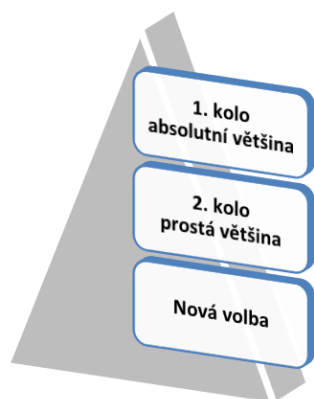 1. kolo
absolutní většina
2. kolo
prostá většina
Nová volba